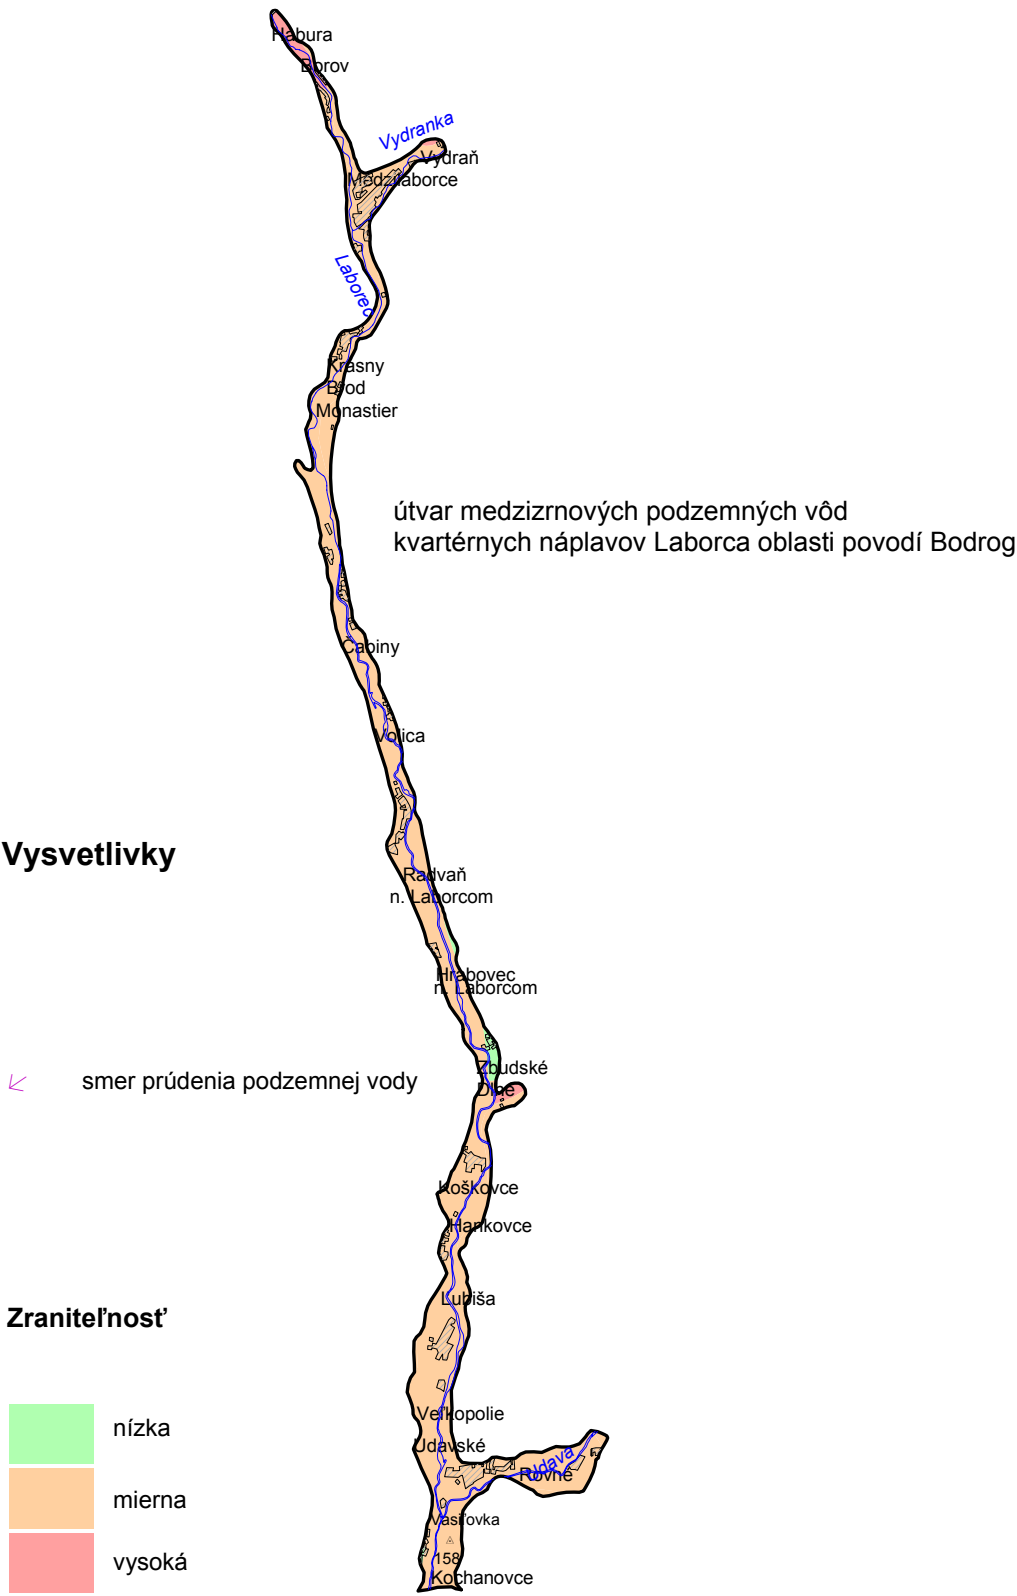 Habura
Borov
Vydranka
Vydraň
Medzilaborce
Laborec
Krasny
Brod
Monastier
útvar medzizrnových podzemných vôd
kvartérnych náplavov Laborca oblasti povodí Bodrog
Čabiny
Volica
Vysvetlivky
Radvaň
n. Laborcom
Hrabovec
n. Laborcom
Zbudské
Dlhé
smer prúdenia podzemnej vody
Koškovce
Hankovce
Lubiša
Zraniteľnosť
Veľkopolie
Udavské
Udava
Rovné
nízka
mierna
vysoká
Vasiľovka
158
Kochanovce